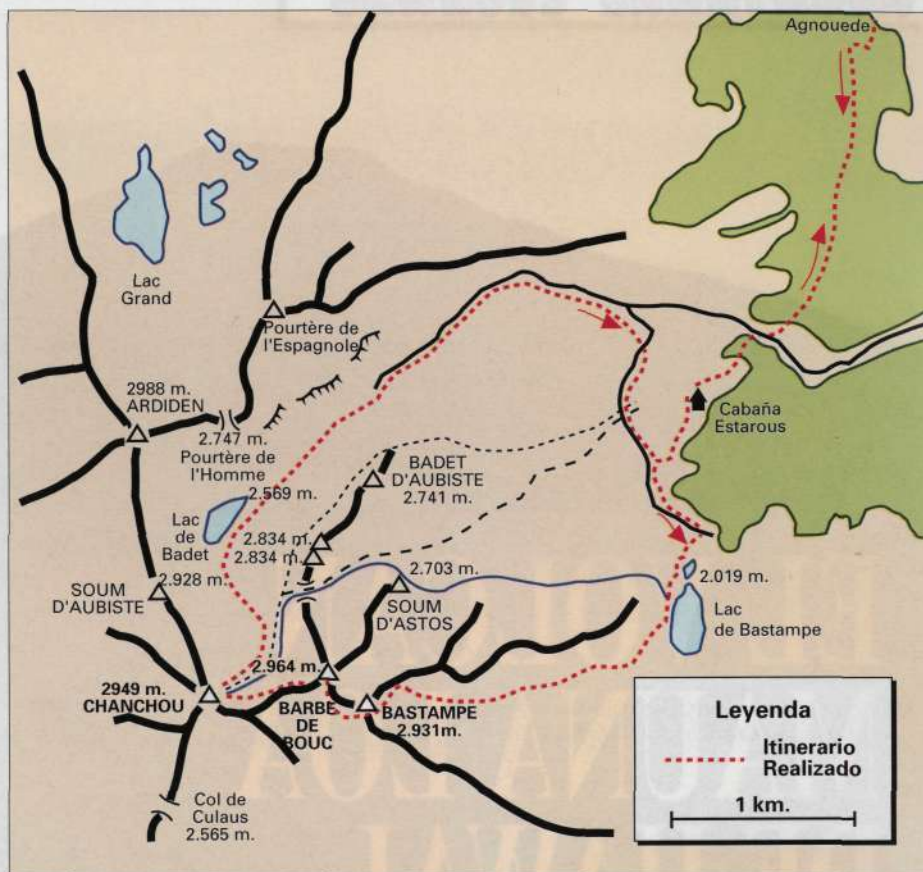 Agnouede
Lac
Grand
Pourtère de
l'Espagnole
2988 m.
ARDIDEN
2.747 m.
Pourtère de
l'Homme
Cabaña
Estarous
BADET
D'AUBISTE
2.741 m.
2.569 m.
Lac
de
Badet
2.834 m.
2.834 m.
2.928 m.
SOUM
D'AUBISTE
2.703 m.
SOUM
D'ASTOS
2.019 m.
Lac
de Bastampe
2.964 m.
2949 m.
CHANCHOU
BARBE
DE
BOUC
BASTAMPE
2.931m.
Col de
Culaus
2.565 m.
Leyenda
Itinerario
Realizado
1 km.